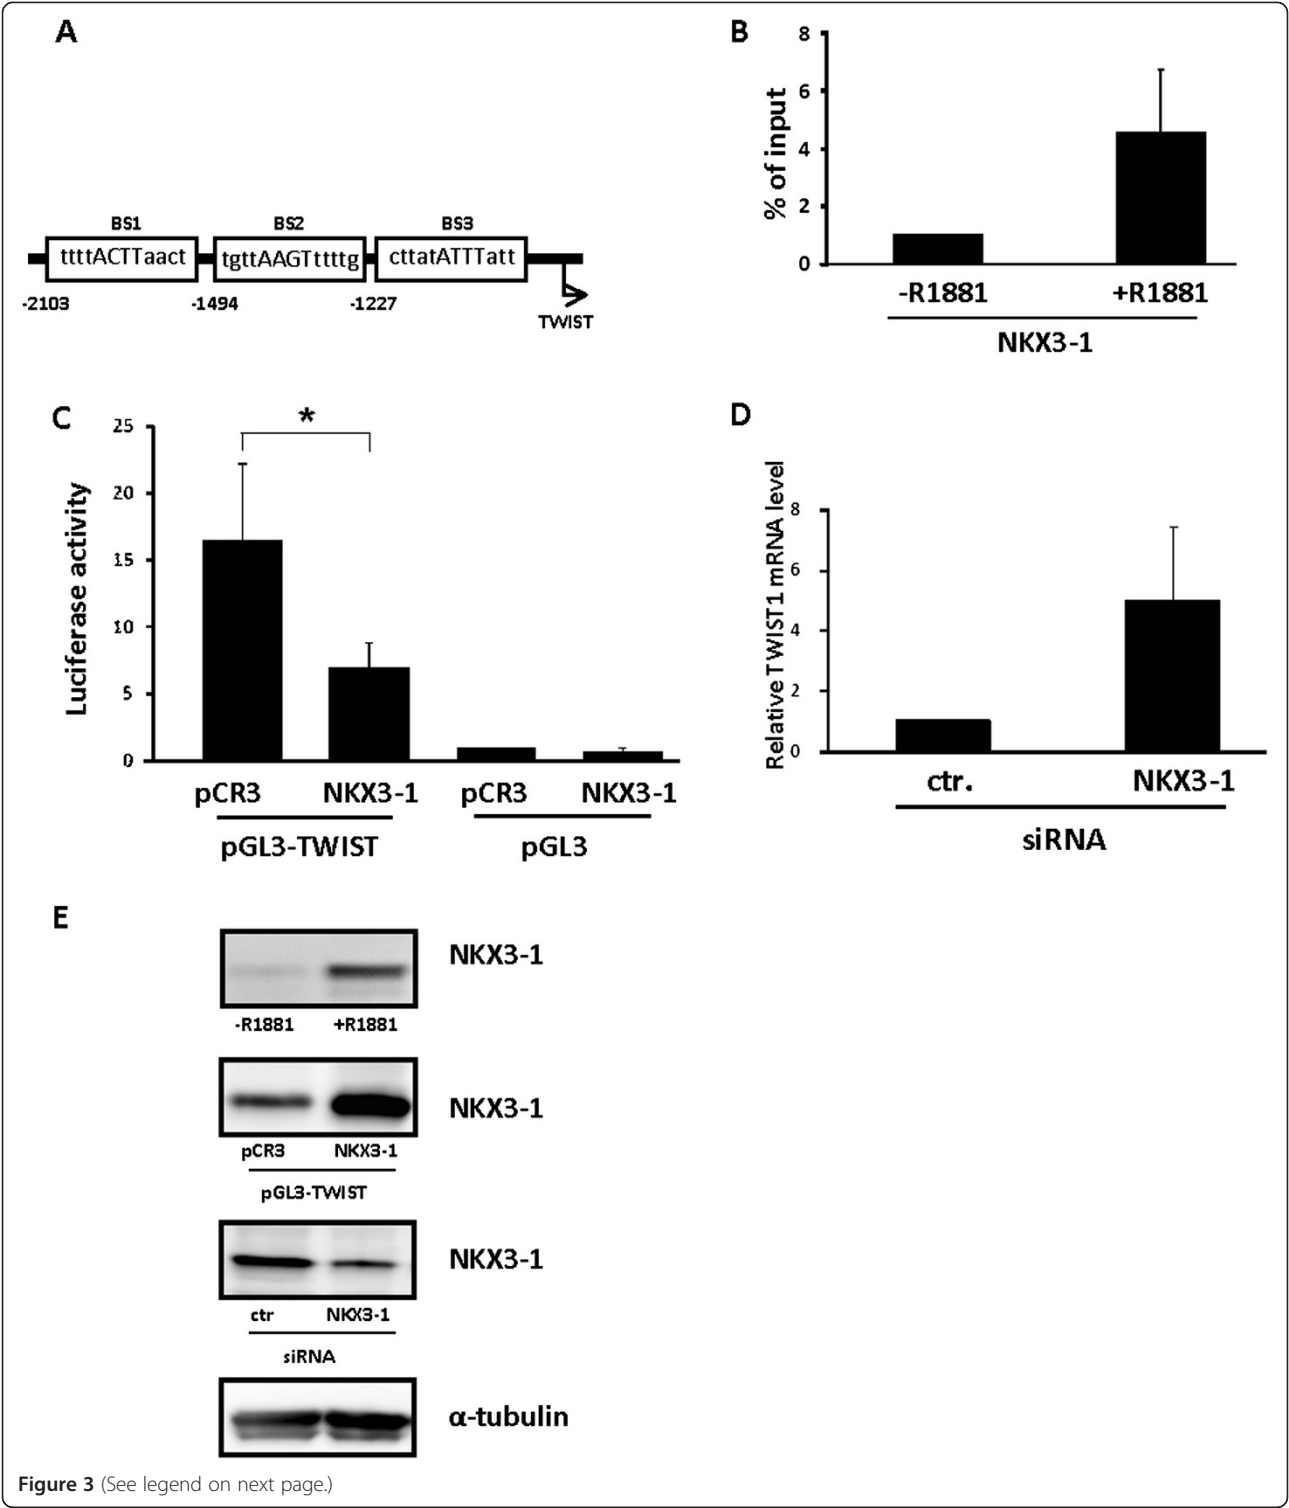 A
BS1 BS2 BS3
ttttACTTaact tgttAAGTttttg cttatATTTatt
-2103 -1494 -1227
TWIST
B
% of input
8
6
4
2
0
-R1881 +R1881
NKX3-1
C
Luciferase activity
25
20
15
10
5
0
*
pCR3 NKX3-1 pCR3 NKX3-1
pGL3-TWIST pGL3
D
Relative TWIST1 mRNA level
8
6
4
2
0
ctr. NKX3-1
siRNA
E
NKX3-1
-R1881 +R1881
NKX3-1
pCR3 NKX3-1
pGL3-TWIST
NKX3-1
ctr NKX3-1
siRNA
α-tubulin
Figure 3 (See legend on next page.)